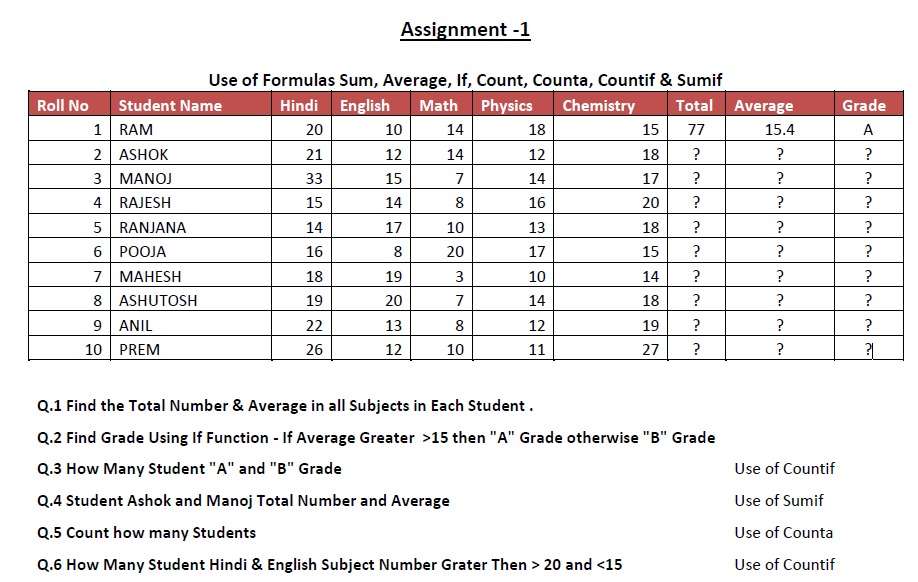 Assignment -1
Use of Formulas Sum, Average, If, Count, Counta, Countif & Sumif
Roll No Student Name Hindi English Math Physics Chemistry Total Average Grade
1 RAM 20 10 14 18 15 77 15.4 A
2 ASHOK 21 12 14 12 18 ? ? ?
3 MANOJ 33 15 7 14 17 ? ? ?
4 RAJESH 15 14 8 16 20 ? ? ?
5 RANJANA 14 17 10 13 18 ? ? ?
6 POOJA 16 8 20 17 15 ? ? ?
7 MAHESH 18 19 3 10 14 ? ? ?
8 ASHUTOSH 19 20 7 14 18 ? ? ?
9 ANIL 22 13 8 12 19 ? ? ?
10 PREM 26 12 10 11 27 ? ? ?
Q.1 Find the Total Number & Average in all Subjects in Each Student .
Q.2 Find Grade Using If Function - If Average Greater >15 then "A" Grade otherwise "B" Grade
Q.3 How Many Student "A" and "B" Grade Use of Countif
Q.4 Student Ashok and Manoj Total Number and Average Use of Sumif
Q.5 Count how many Students Use of Counta
Q.6 How Many Student Hindi & English Subject Number Grater Then > 20 and <15 Use of Countif